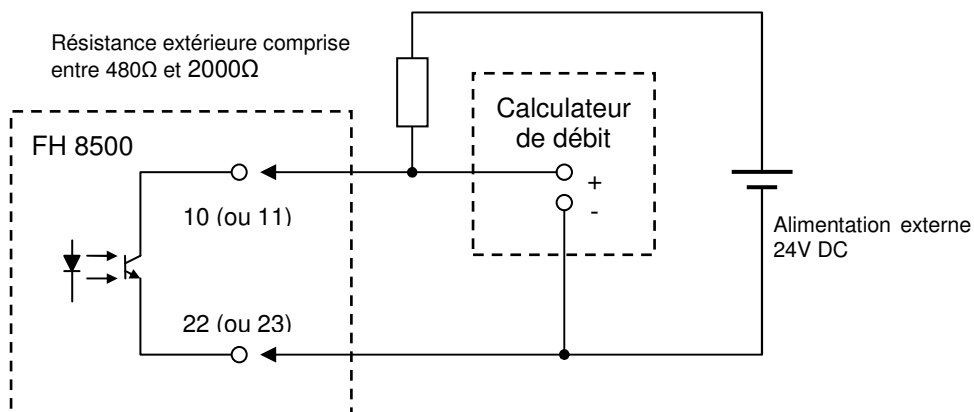 Résistance extérieure comprise
entre 480Ω et 2000Ω
FH 8500
Calculateur
de débit
+
-
10 (ou 11)
Alimentation externe
24V DC
22 (ou 23)